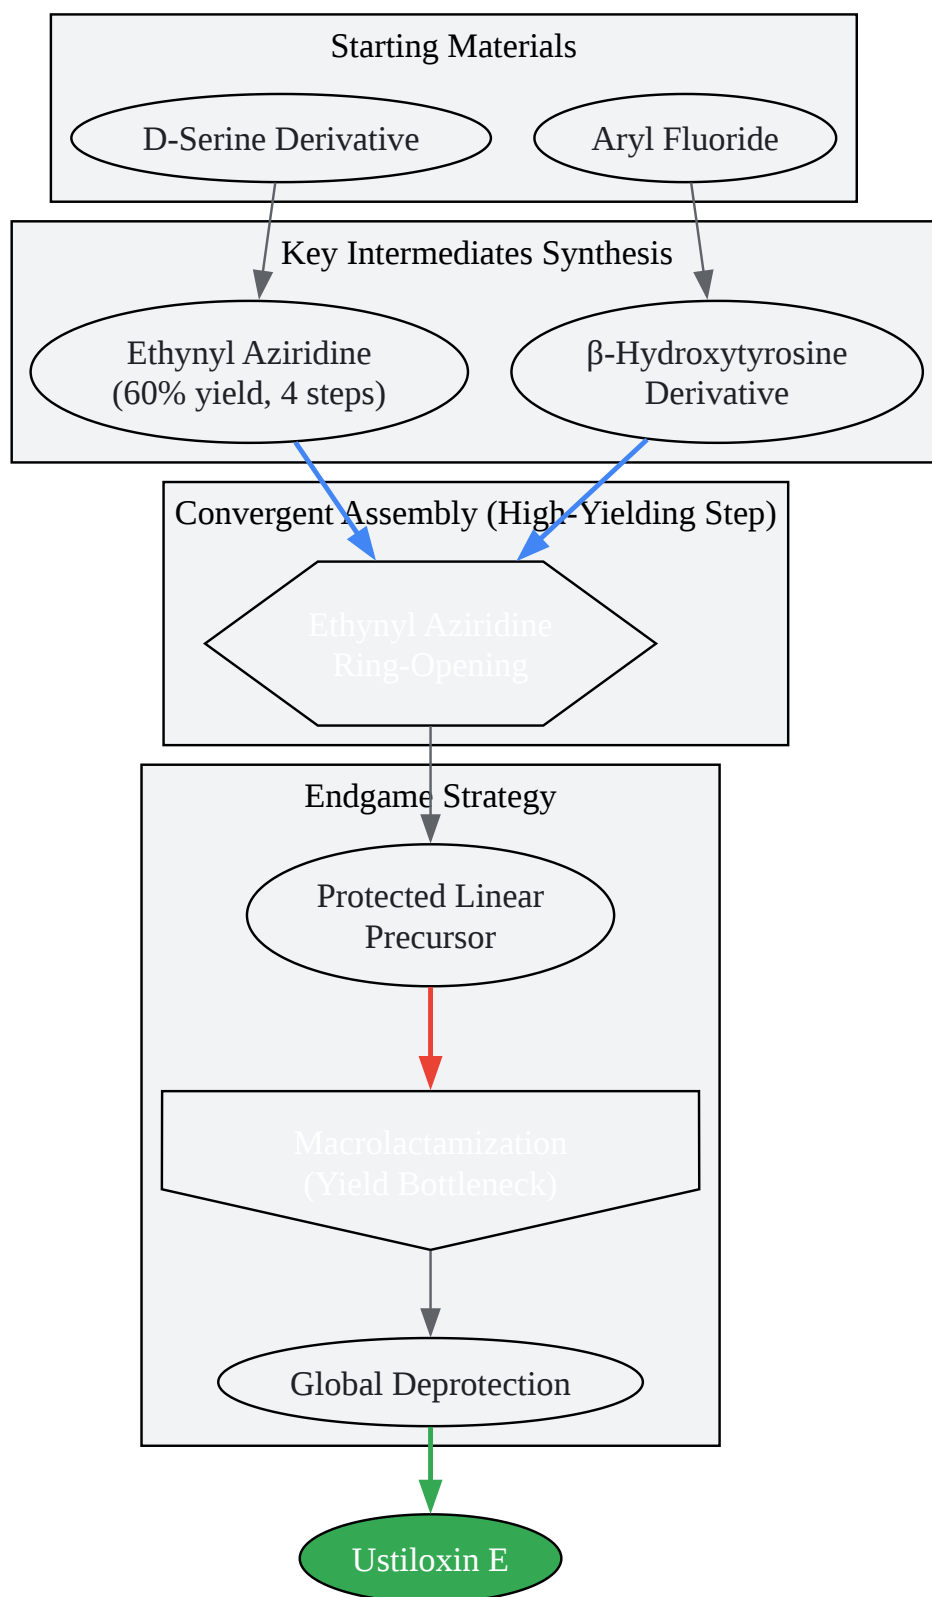 Starting Materials
D-Serine Derivative
Aryl Fluoride
Key Intermediates Synthesis
Ethynyl Aziridine
(60% yield, 4 steps)
β-Hydroxytyrosine
Derivative
Convergent Assembly (High-Yielding Step)
Ethynyl Aziridine
Ring-Opening
Endgame Strategy
Protected Linear
Precursor
Macrolactamization
(Yield Bottleneck)
Global Deprotection
Ustiloxin E